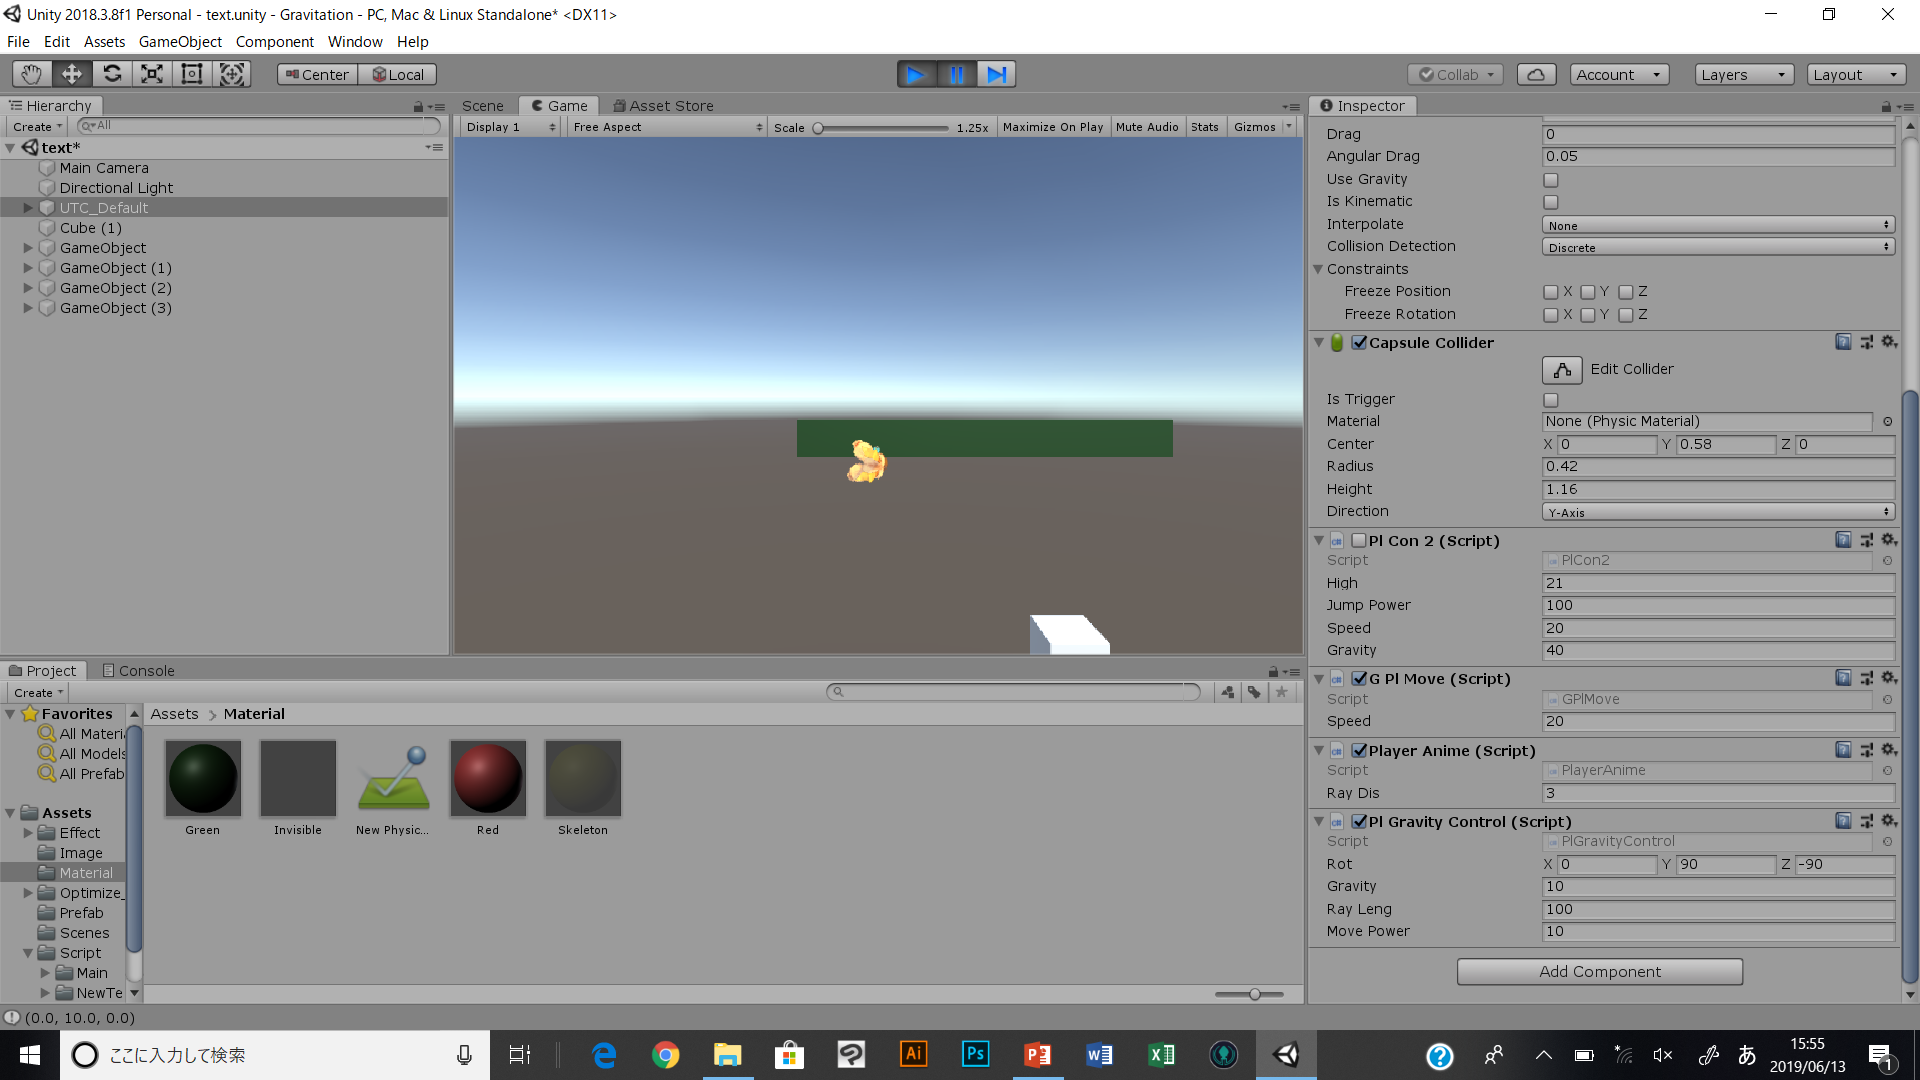 Unity 2018.3.8f1 Personal - text.unity - Gravitation - PC, Mac & Linux Standalone* <DX11>
File Edit Assets GameObject Component Window Help
Center Local
Collab Account Layers Layout
Hierarchy
Create All
text*
Main Camera
Directional Light
UTC_Default
Cube (1)
GameObject
GameObject (1)
GameObject (2)
GameObject (3)
Scene Game Asset Store
Display 1 Free Aspect Scale 1.25x Maximize On Play Mute Audio Stats Gizmos
Inspector
Drag 0
Angular Drag 0.05
Use Gravity
Is Kinematic
Interpolate None
Collision Detection Discrete
Constraints
Freeze Position X Y Z
Freeze Rotation X Y Z
Capsule Collider
Edit Collider
Is Trigger
Material None (Physic Material)
Center X 0 Y 0.58 Z 0
Radius 0.42
Height 1.16
Direction Y-Axis
Pl Con 2 (Script)
Script PlCon2
High 21
Jump Power 100
Speed 20
Gravity 40
G Pl Move (Script)
Script GPlMove
Speed 20
Player Anime (Script)
Script PlayerAnime
Ray Dis 3
Pl Gravity Control (Script)
Script PlGravityControl
Rot X 0 Y 90 Z -90
Gravity 10
Ray Leng 100
Move Power 10
Add Component
Project Console
Create
Favorites
All Materia
All Models
All Prefab
Assets
Effect
Image
Material
Optimize_
Prefab
Scenes
Script
Main
NewTe
Assets > Material
Green Invisible New Physic... Red Skeleton
(0.0, 10.0, 0.0)
ここに入力して検索
Ai Ps
あ
15:55
2019/06/13
1